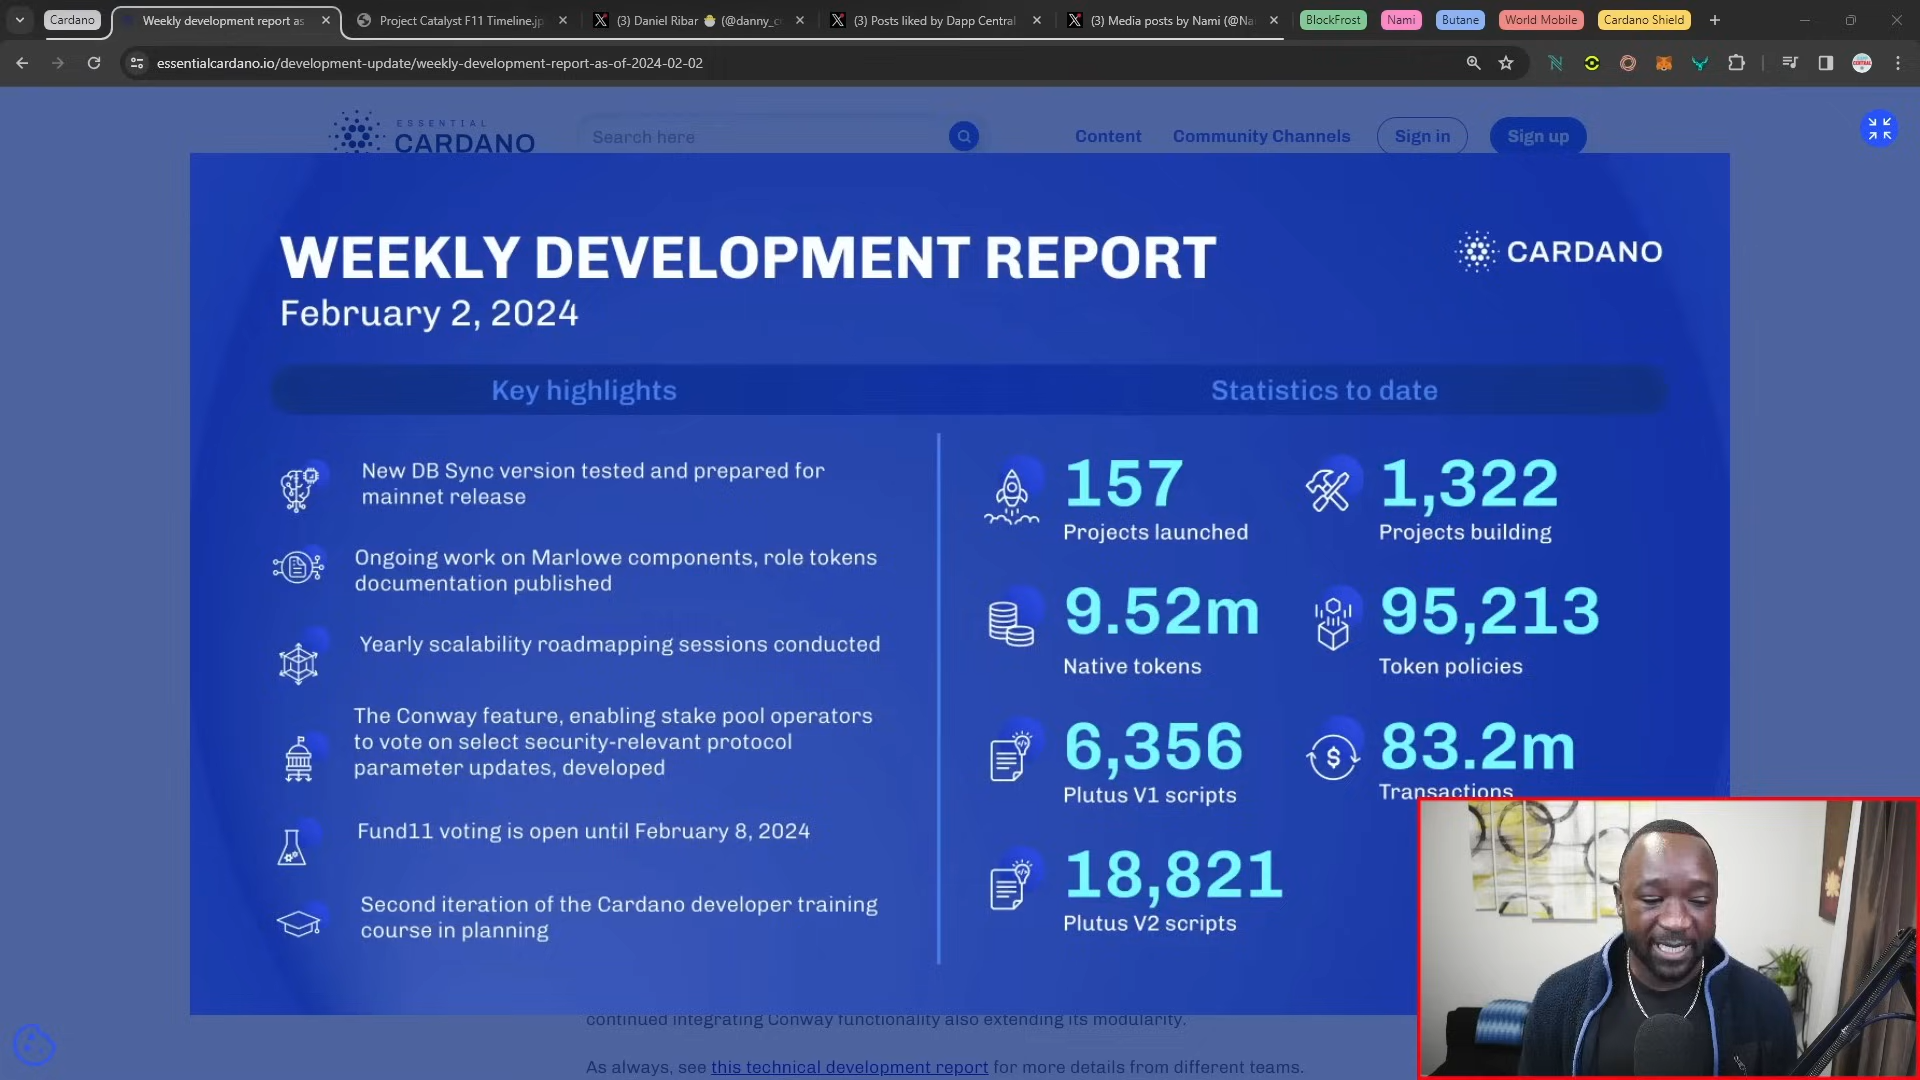 Cardano
Weekly development report as
Project Catalyst F11 Timeline.jp
(3) Daniel Ribar 🐣 (@danny_c
(3) Posts liked by Dapp Central
(3) Media posts by Nami (@Na
BlockFrost
Nami
Butane
World Mobile
Cardano Shield
essentialcardano.io/development-update/weekly-development-report-as-of-2024-02-02
ESSENTIAL
CARDANO
Search here
Content
Community Channels
Sign in
Sign up
WEEKLY DEVELOPMENT REPORT
February 2, 2024
CARDANO
Key highlights
New DB Sync version tested and prepared for
mainnet release
Ongoing work on Marlowe components, role tokens
documentation published
Yearly scalability roadmapping sessions conducted
The Conway feature, enabling stake pool operators
to vote on select security-relevant protocol
parameter updates, developed
Fund11 voting is open until February 8, 2024
Second iteration of the Cardano developer training
course in planning
Statistics to date
157
Projects launched
1,322
Projects building
9.52m
Native tokens
95,213
Token policies
6,356
Plutus V1 scripts
83.2m
Transactions
18,821
Plutus V2 scripts
continued integrating Conway functionality also extending its modularity.
As always, see this technical development report for more details from different teams.